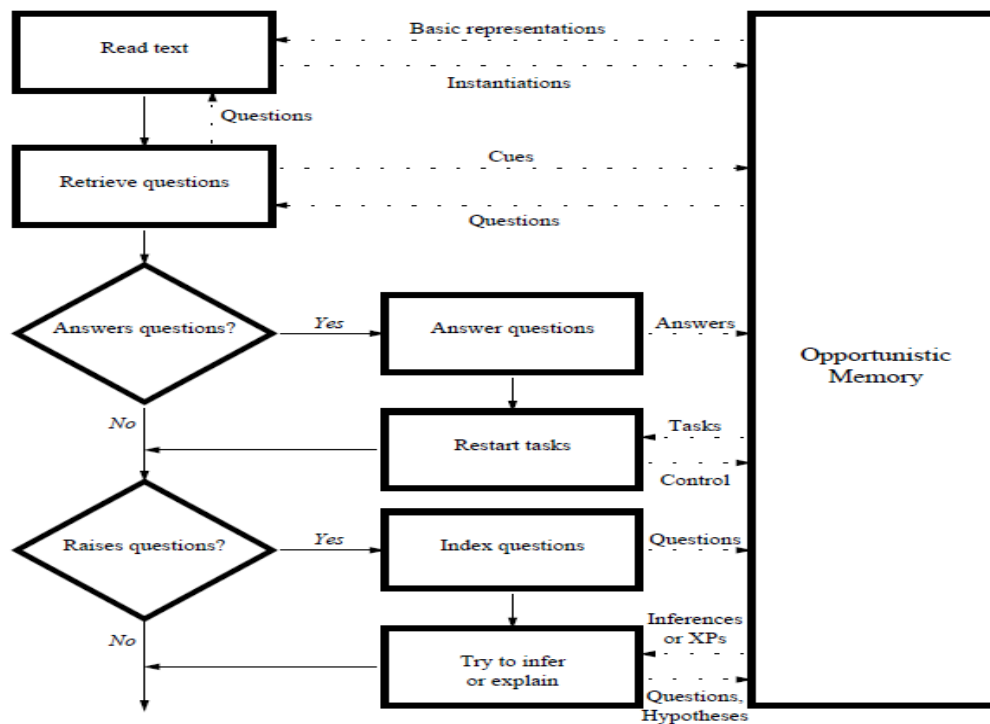 Basic representations
Read text
Instantiations
Questions
Cues
Retrieve questions
Questions
Answers questions?
Yes
Answer questions
Answers
Opportunistic
Memory
No
Tasks
Restart tasks
Control
Raises questions?
Yes
Index questions
Questions
Inferences
or XPs
No
Try to infer
or explain
Questions,
Hypotheses